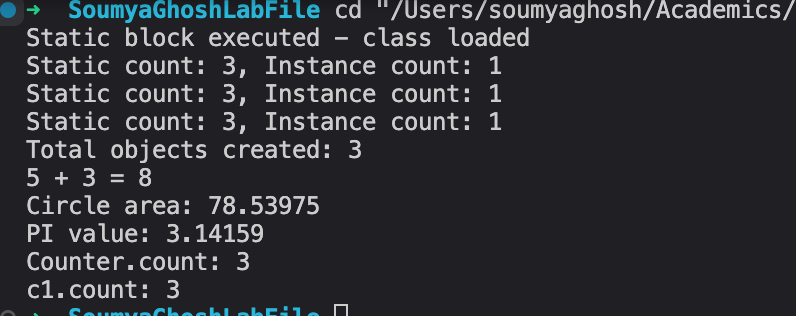 → SoumyaGhoshLabFile cd "/Users/soumyaghosh/Academics/
Static block executed - class loaded
Static count: 3, Instance count: 1
Static count: 3, Instance count: 1
Static count: 3, Instance count: 1
Total objects created: 3
5 + 3 = 8
Circle area: 78.53975
PI value: 3.14159
Counter.count: 3
c1.count: 3
→ SoumyaGhoshLabFile